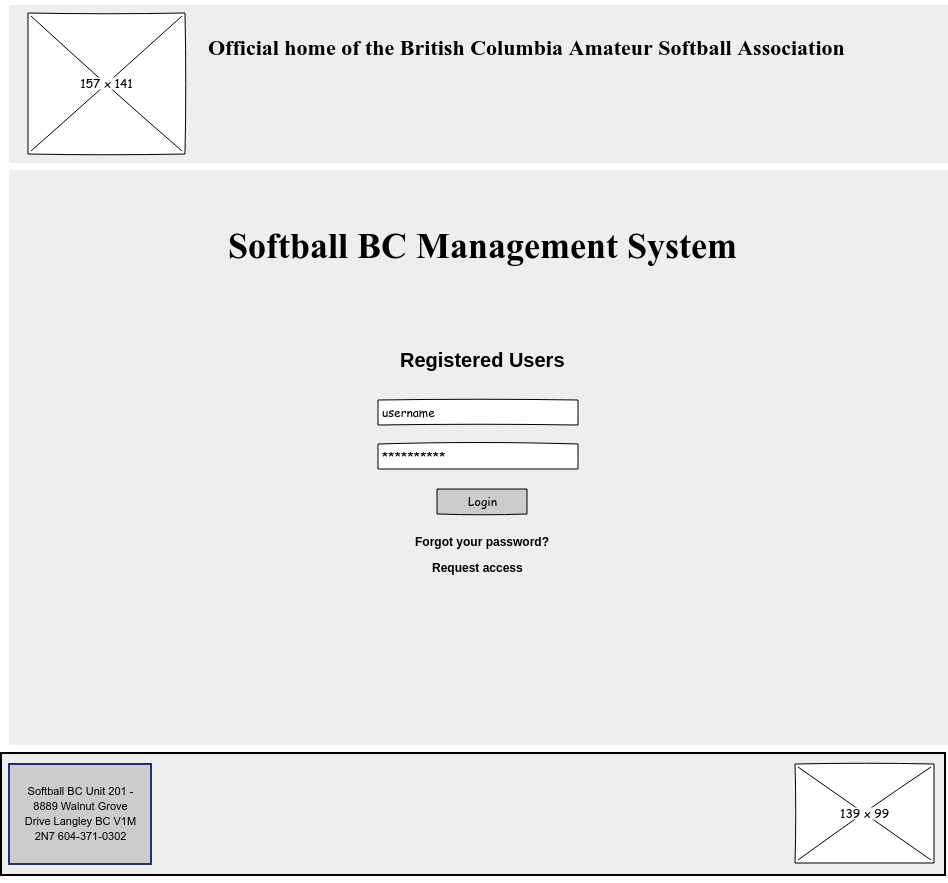 157 x 141
Official home of the British Columbia Amateur Softball Association
Softball BC Management System
Registered Users
username
**********
Login
Forgot your password?
Request access
Softball BC Unit 201 -
8889 Walnut Grove
Drive Langley BC V1M
2N7 604-371-0302
139 x 99